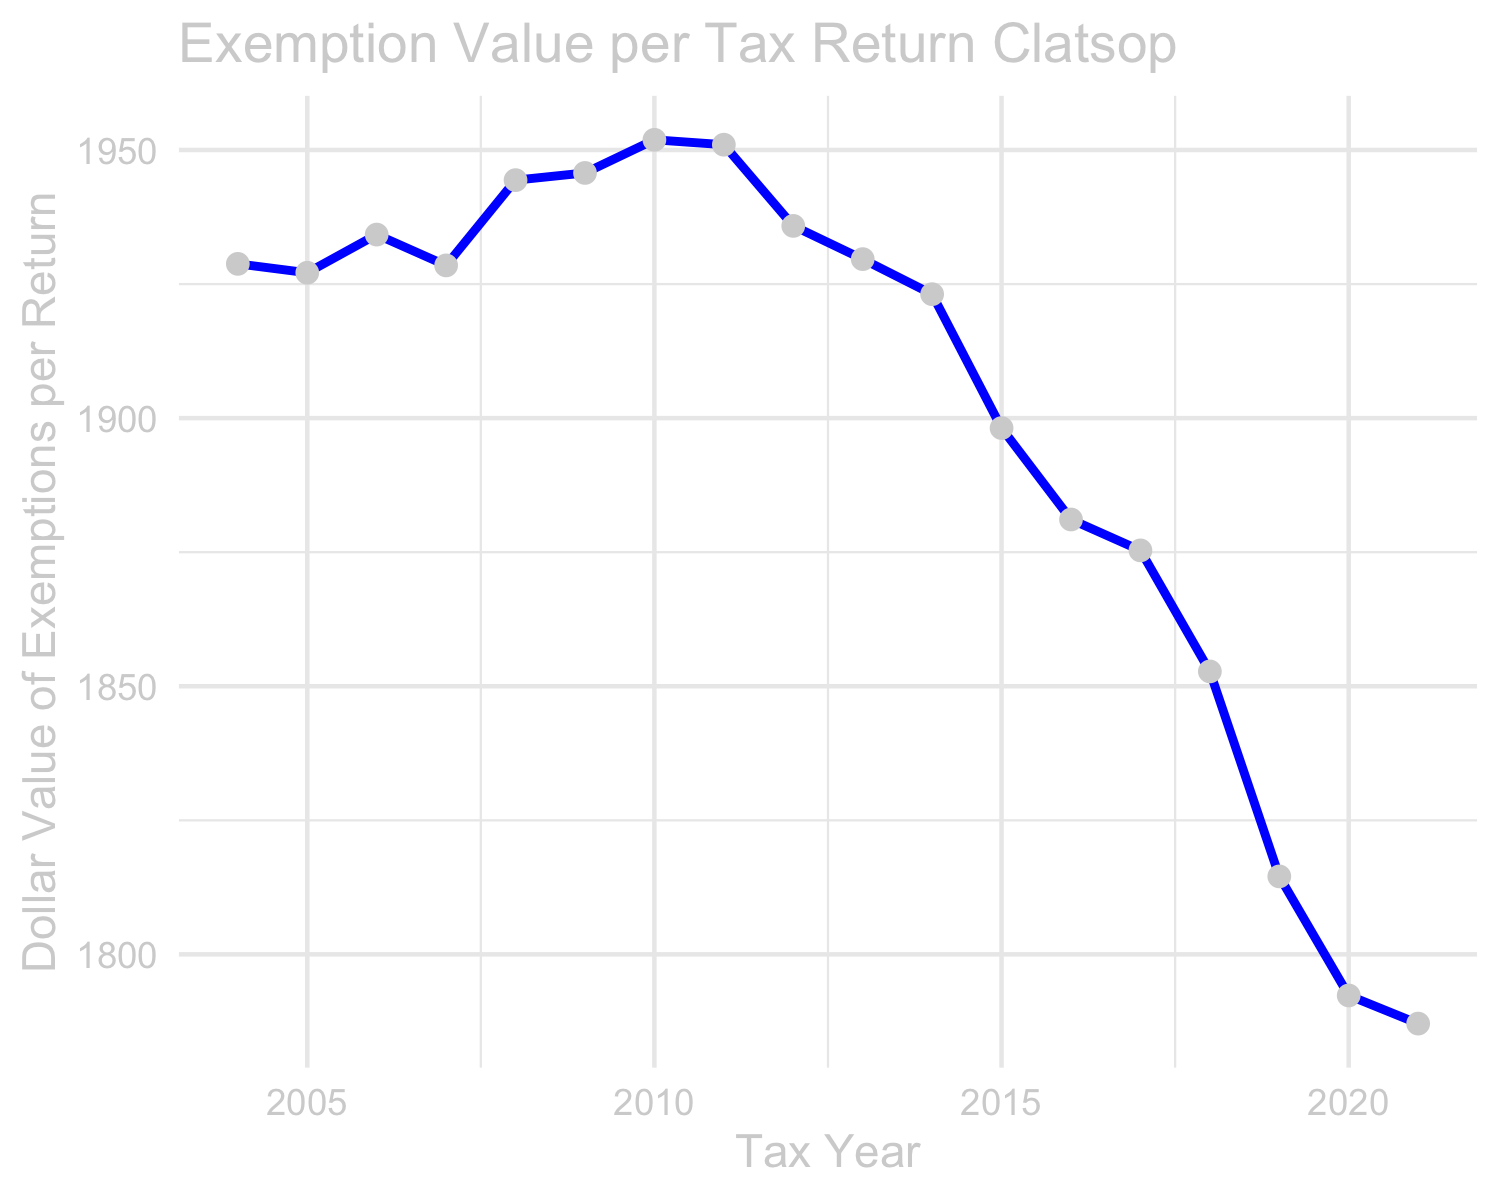 Exemption Value per Tax Return Clatsop
Dollar Value of Exemptions per Return
1950
1900
1850
1800
2005
2010
2015
2020
Tax Year